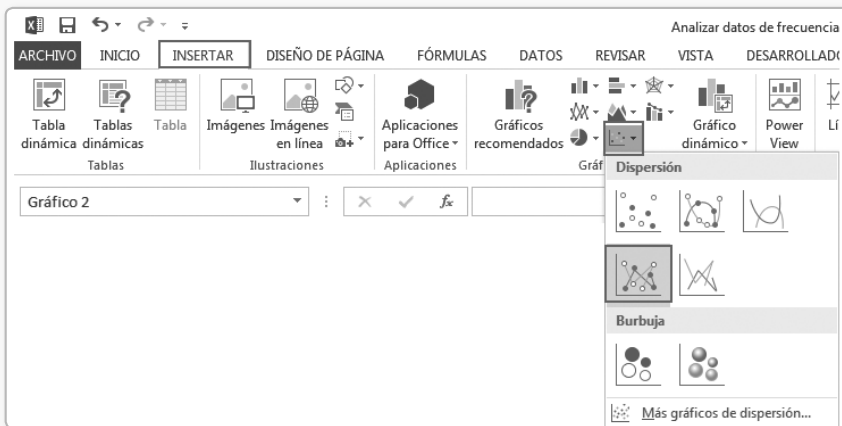 Analizar datos de frecuencia
ARCHIVO INICIO INSERTAR DISEÑO DE PÁGINA FÓRMULAS DATOS REVISAR VISTA DESARROLLADO
Tabla dinámica
Tablas dinámicas
Tabla
Tablas
Imágenes
Imágenes en línea
Ilustraciones
Aplicaciones para Office
Aplicaciones
Gráficos recomendados
Gráf
Gráfico dinámico
Power View
Lí
Gráfico 2
fx
Dispersión
Burbuja
Más gráficos de dispersión...